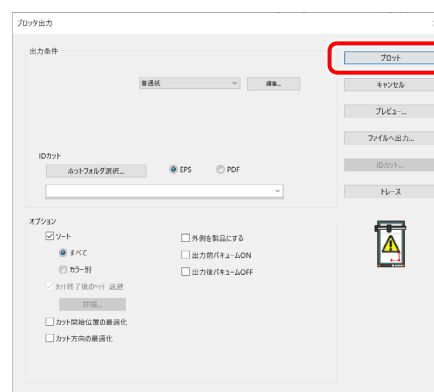 プロッタ出力
出力条件
プロット
普通紙
編集...
キャンセル
プレビュー...
ファイルへ出力...
IDカット
ホットフォルダ選択...
EPS
PDF
IDカット...
トレース
オプション
ソート
外側を製品にする
すべて
出力前バキュームON
カラー別
出力後バキュームOFF
カット終了後のヘッド退避
詳細...
カット開始位置の最適化
カット方向の最適化